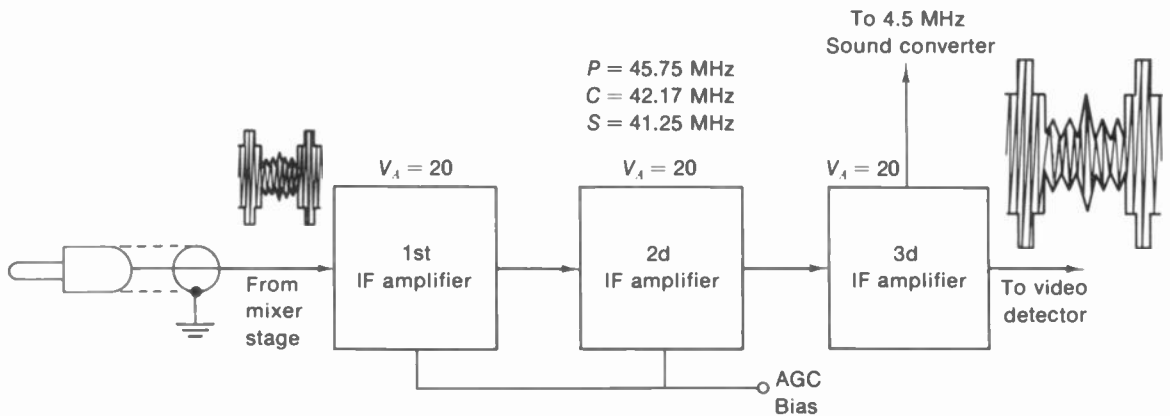 To 4.5 MHz
Sound converter
P = 45.75 MHz
C = 42.17 MHz
S = 41.25 MHz
V_A = 20
V_A = 20
V_A = 20
1st
IF amplifier
2d
IF amplifier
3d
IF amplifier
From
mixer
stage
To video
detector
AGC
Bias